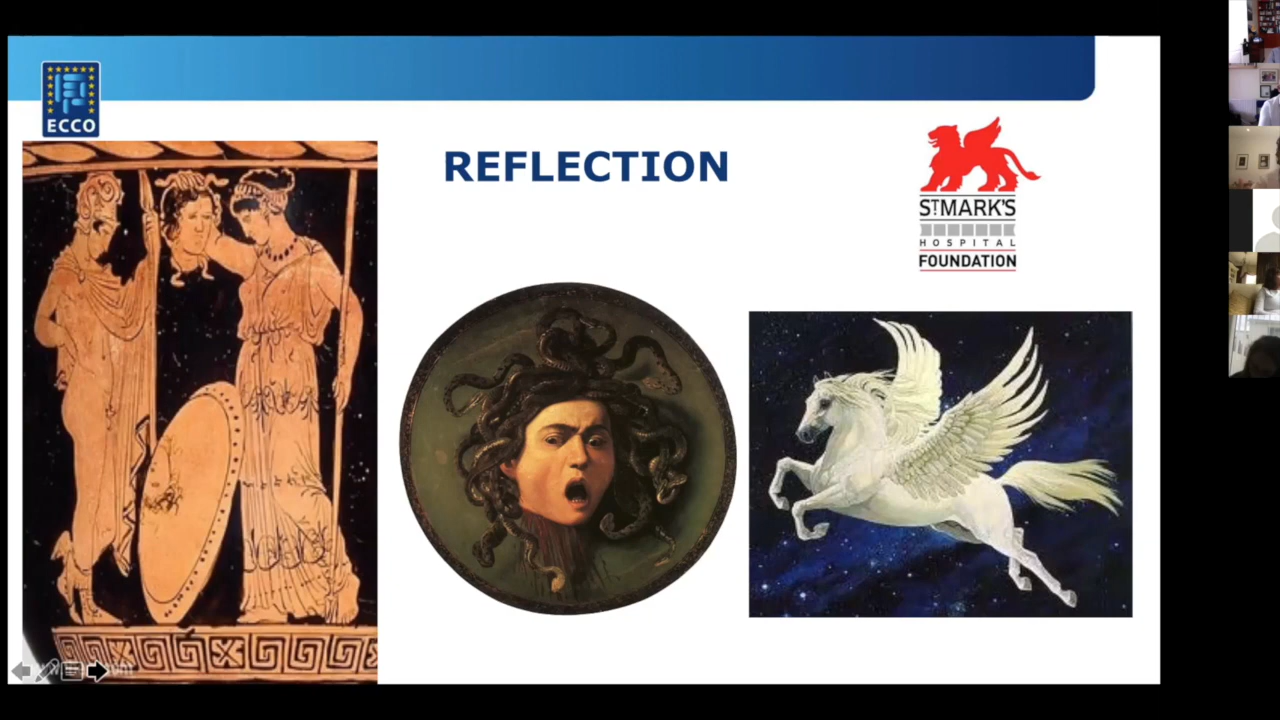 ECCO
REFLECTION
ST MARK'S
HOSPITAL
FOUNDATION